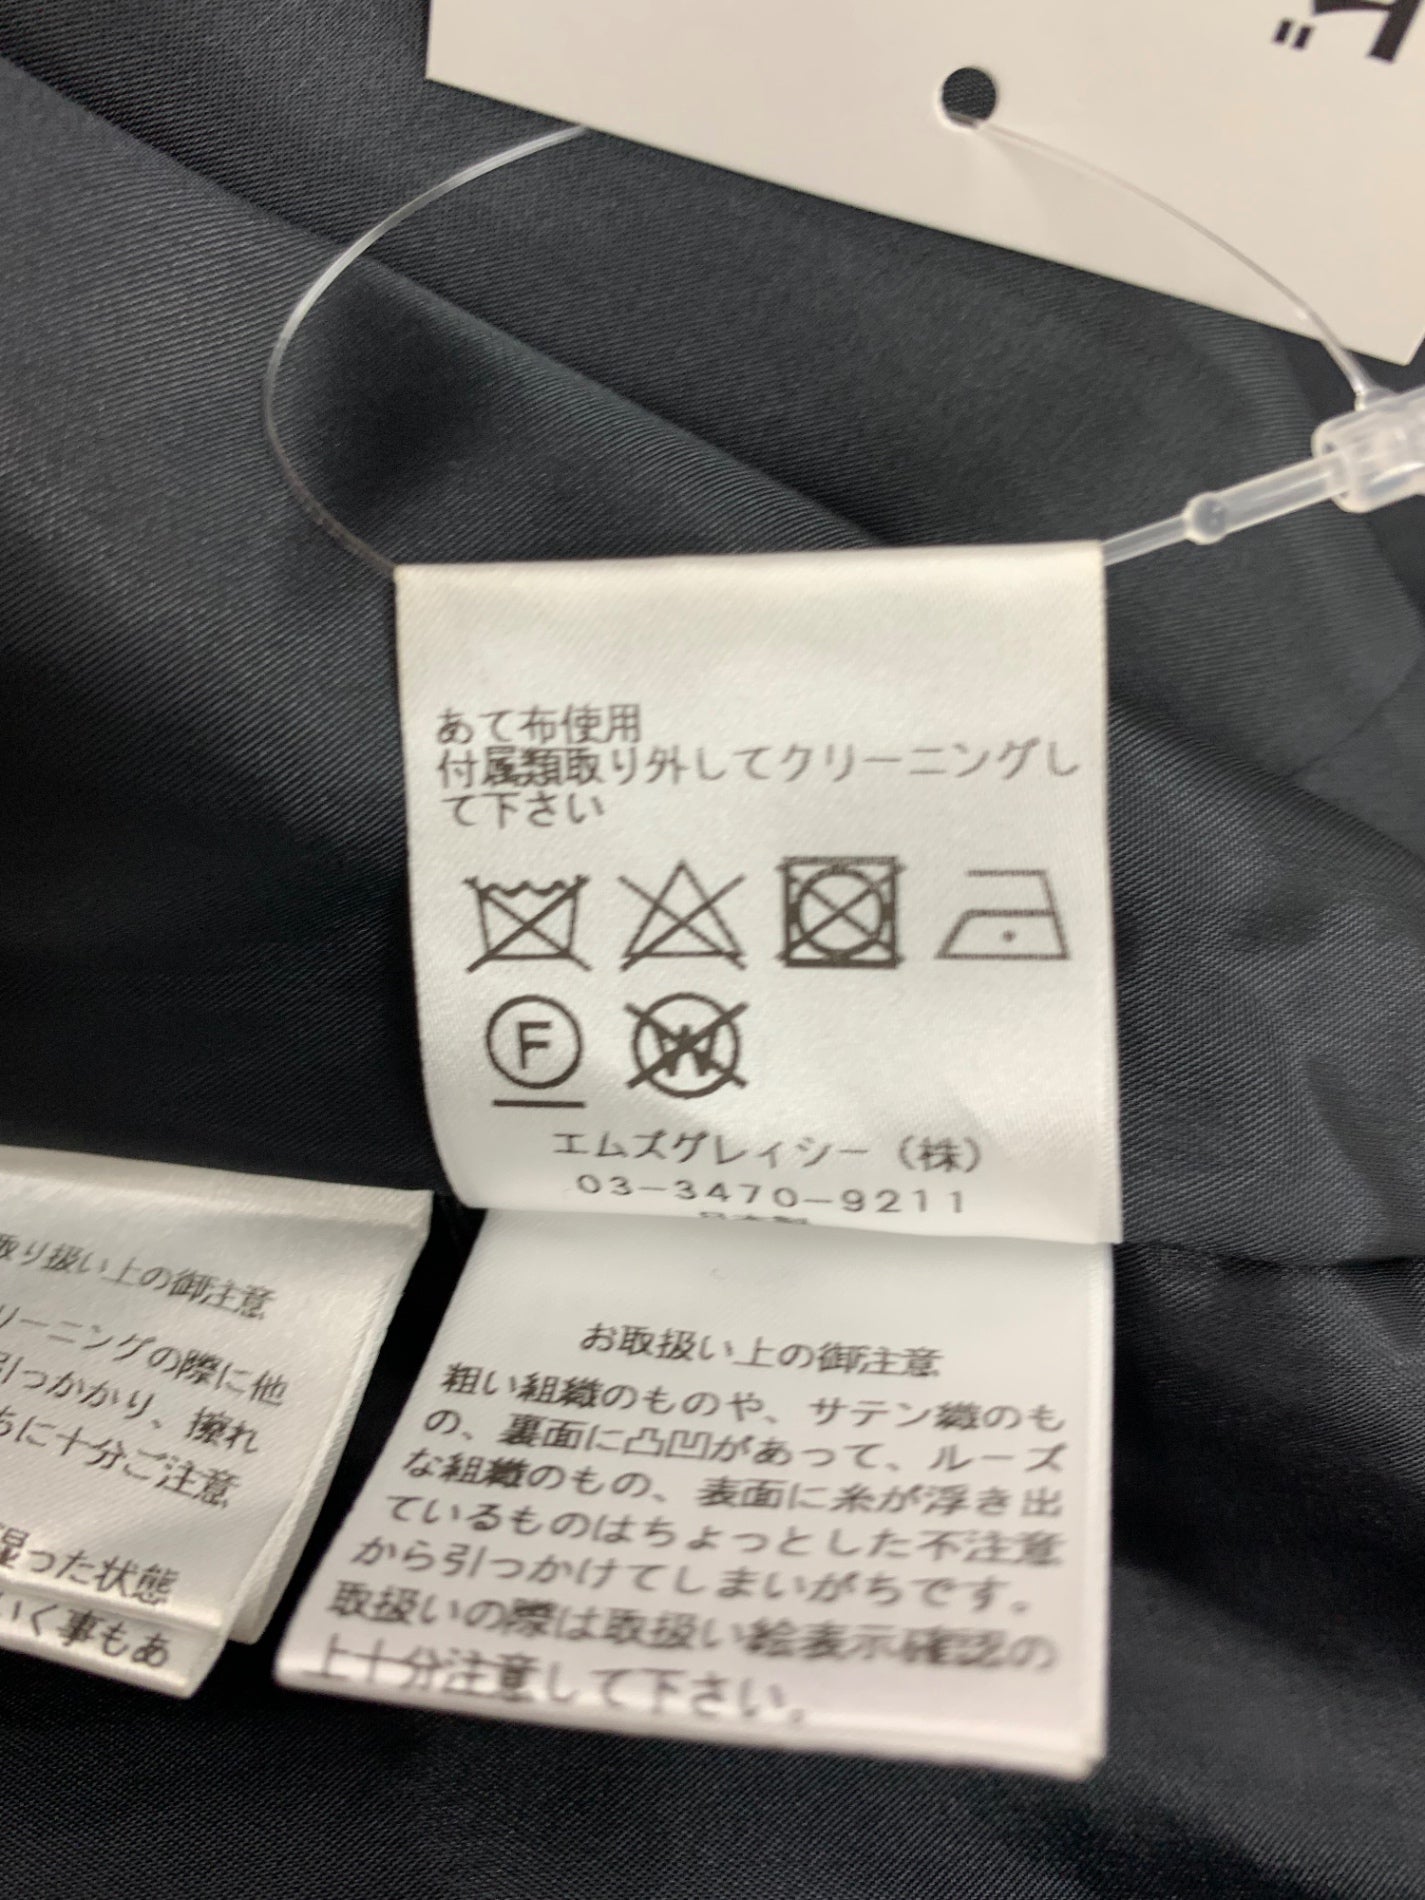 ド
あて布使用
付属類取り外してクリーニングし
て下さい
F
W
エムズグレイシー（株）
03-3470-9211
日本製
お取扱い上の御注意
粗い組織のものや、サテン織のも
の、裏面に凸凹があって、ルーズ
な組織のもの、表面に糸が浮き出
ているものはちょっとした不注意
から引っかけてしまいがちです。
取扱いの際は取扱い絵表示確認の
上十分注意して下さい。
取り扱い上の御注意
リーニングの際に他
引っかかり、擦れ
ちに十分ご注意
湿った状態
いく事もあ